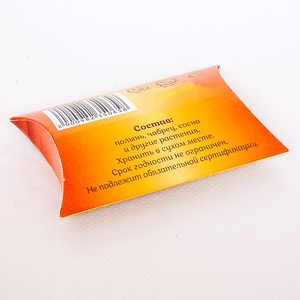 Состав:
полынь, чабрец, сосна
и другие растения.
Хранить в сухом месте.
Срок годности не ограничен.
Не подлежит обязательной сертификации.